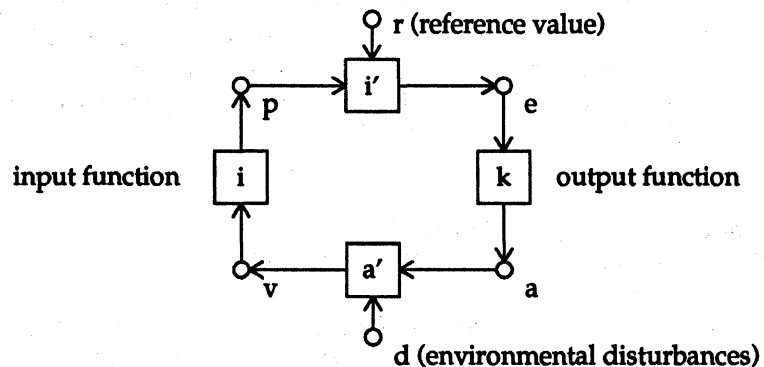 r (reference value)
i′
p
e
input function
i
k
output function
a′
v
a
d (environmental disturbances)